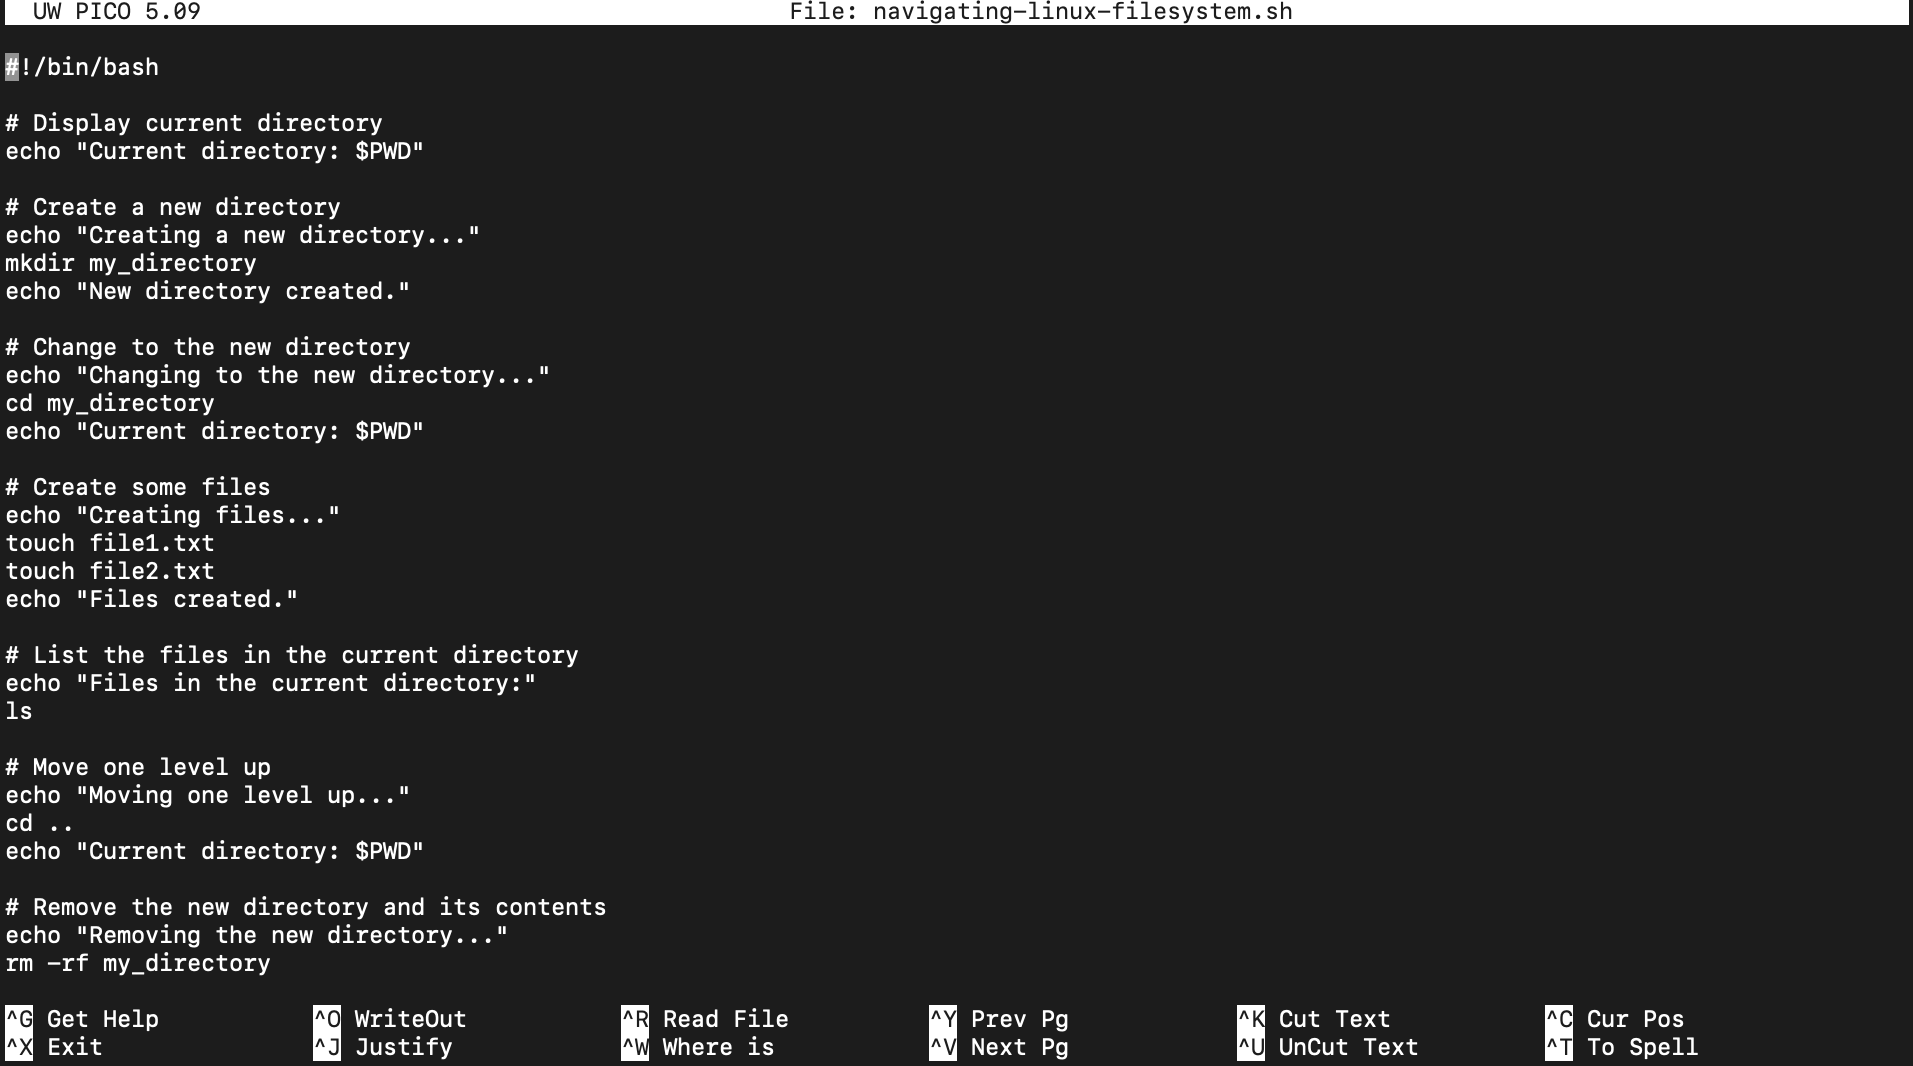 UW PICO 5.09 File: navigating-linux-filesystem.sh
#!/bin/bash
# Display current directory
echo "Current directory: $PWD"
# Create a new directory
echo "Creating a new directory..."
mkdir my_directory
echo "New directory created."
# Change to the new directory
echo "Changing to the new directory..."
cd my_directory
echo "Current directory: $PWD"
# Create some files
echo "Creating files..."
touch file1.txt
touch file2.txt
echo "Files created."
# List the files in the current directory
echo "Files in the current directory:"
ls
# Move one level up
echo "Moving one level up..."
cd ..
echo "Current directory: $PWD"
# Remove the new directory and its contents
echo "Removing the new directory..."
rm -rf my_directory
^G Get Help ^O WriteOut ^R Read File ^Y Prev Pg ^K Cut Text ^C Cur Pos
^X Exit ^J Justify ^W Where is ^V Next Pg ^U UnCut Text ^T To Spell